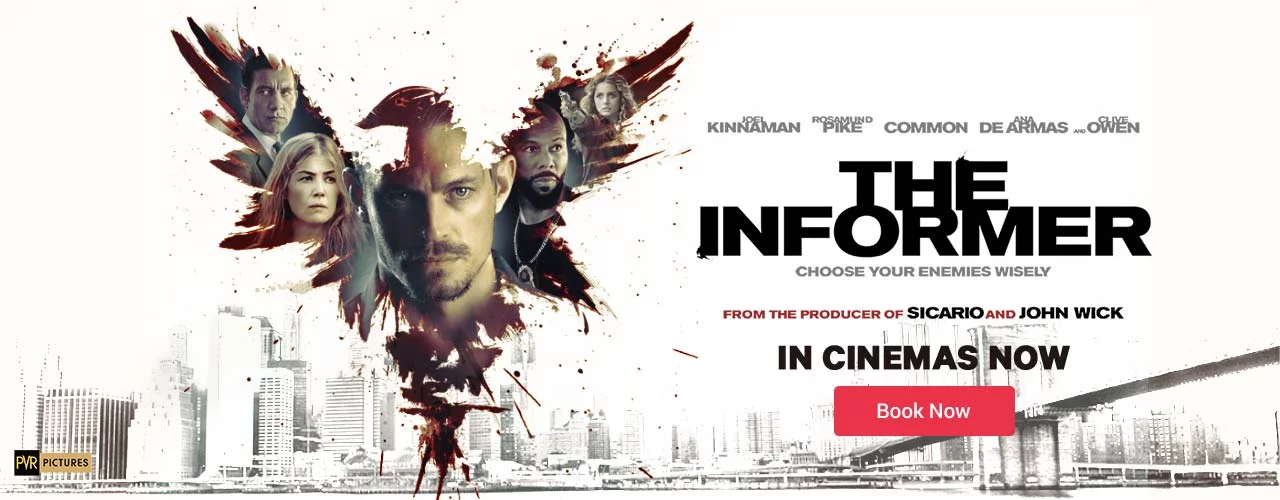 JOEL KINNAMAN ROSAMUND PIKE COMMON ANA DE ARMAS AND CLIVE OWEN
THE
INFORMER
CHOOSE YOUR ENEMIES WISELY
FROM THE PRODUCER OF SICARIO AND JOHN WICK
IN CINEMAS NOW
Book Now
PVR PICTURES